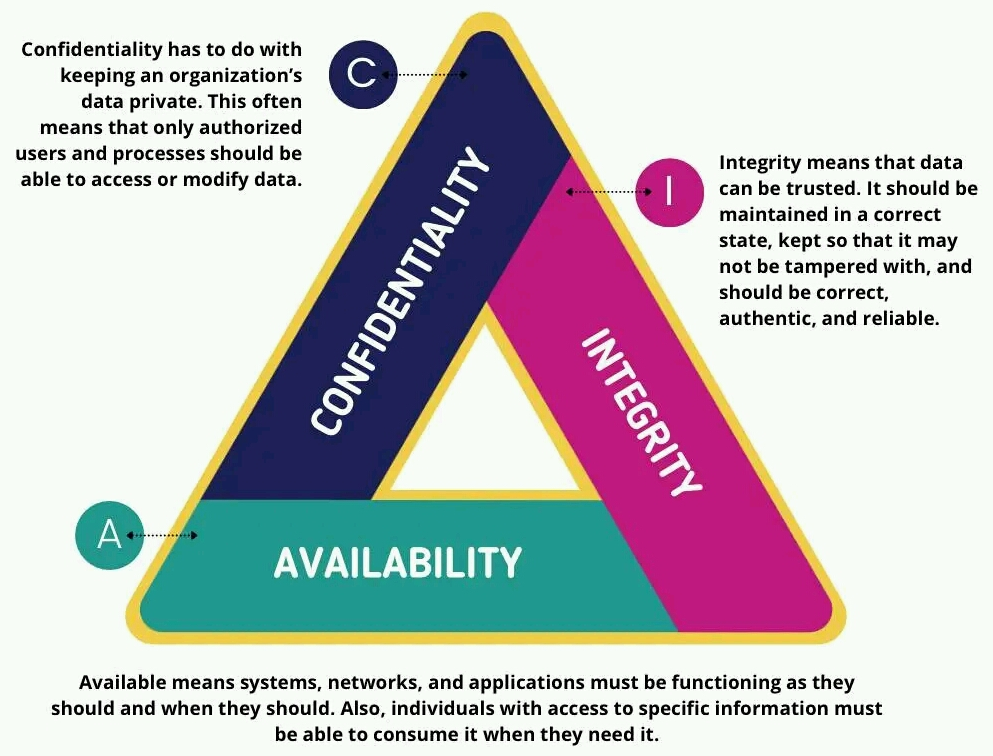 Confidentiality has to do with
keeping an organization's
data private. This often
means that only authorized
users and processes should be
able to access or modify data.
C
CONFIDENTIALITY
I
Integrity means that data
can be trusted. It should be
maintained in a correct
state, kept so that it may
not be tampered with, and
should be correct,
authentic, and reliable.
INTEGRITY
A
AVAILABILITY
Available means systems, networks, and applications must be functioning as they
should and when they should. Also, individuals with access to specific information must
be able to consume it when they need it.